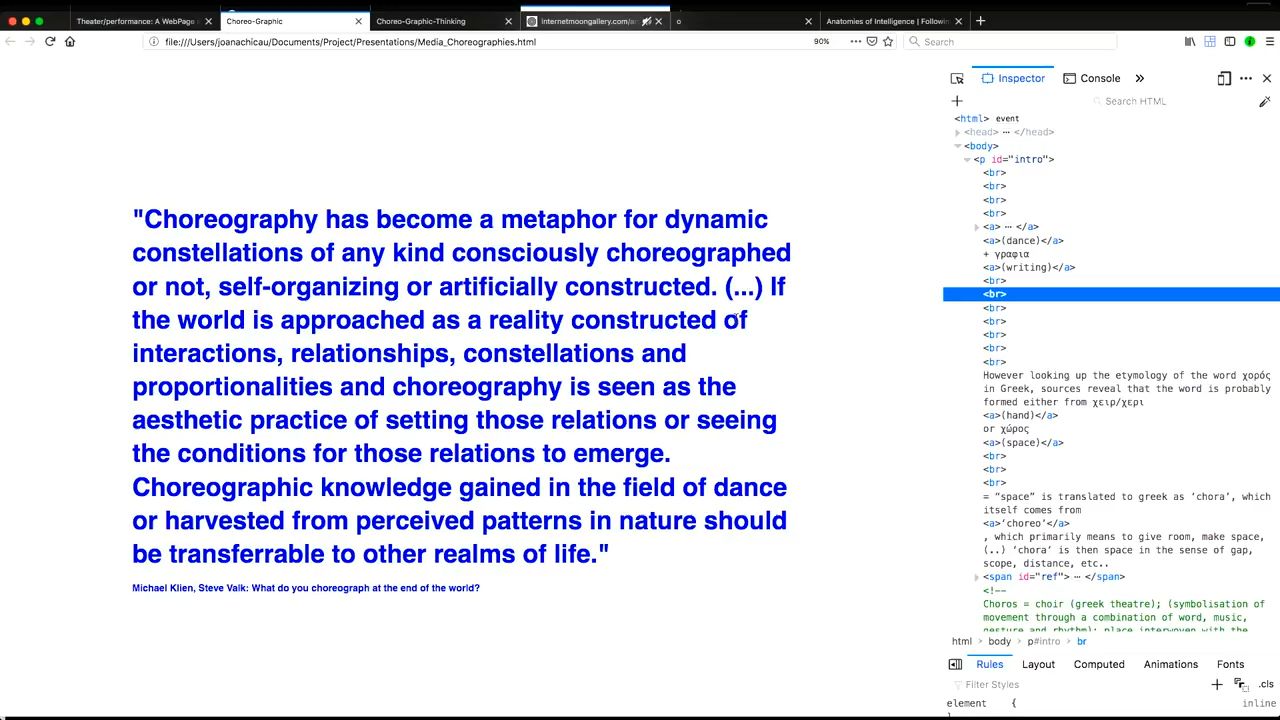 Theater/performance: A WebPage
Choreo-Graphic
Choreo-Graphic-Thinking
internetmoongallery.com/an
o
Anatomies of Intelligence | Followin
file:///Users/joanachicau/Documents/Project/Presentations/Media_Choreographies.html
90%
Search
Inspector
Console
Search HTML
<html> event
<head> ••• </head>
<body>
<p id="intro">
<br>
<br>
<br>
<br>
<a> ••• </a>
<a>(dance)</a>
+ γραφια
<a>(writing)</a>
<br>
<br>
<br>
<br>
<br>
<br>
<br>
However looking up the etymology of the word χορός
in Greek, sources reveal that the word is probably
formed either from χειρ/χερι
<a>(hand)</a>
or χώρος
<a>(space)</a>
<br>
<br>
<br>
= "space" is translated to greek as ‘chora’, which
itself comes from
<a>‘choreo’</a>
, which primarily means to give room, make space,
(..) ‘chora’ is then space in the sense of gap,
scope, distance, etc..
<span id="ref"> ••• </span>
<!--
Choros = choir (greek theatre); (symbolisation of
movement through a combination of word, music,
gesture and rhythm); place interwoven with the
html
body
p#intro
br
Rules
Layout
Computed
Animations
Fonts
Filter Styles
.cls
element {
inline
"Choreography has become a metaphor for dynamic
constellations of any kind consciously choreographed
or not, self-organizing or artificially constructed. (...) If
the world is approached as a reality constructed of
interactions, relationships, constellations and
proportionalities and choreography is seen as the
aesthetic practice of setting those relations or seeing
the conditions for those relations to emerge.
Choreographic knowledge gained in the field of dance
or harvested from perceived patterns in nature should
be transferrable to other realms of life."
Michael Klien, Steve Valk: What do you choreograph at the end of the world?